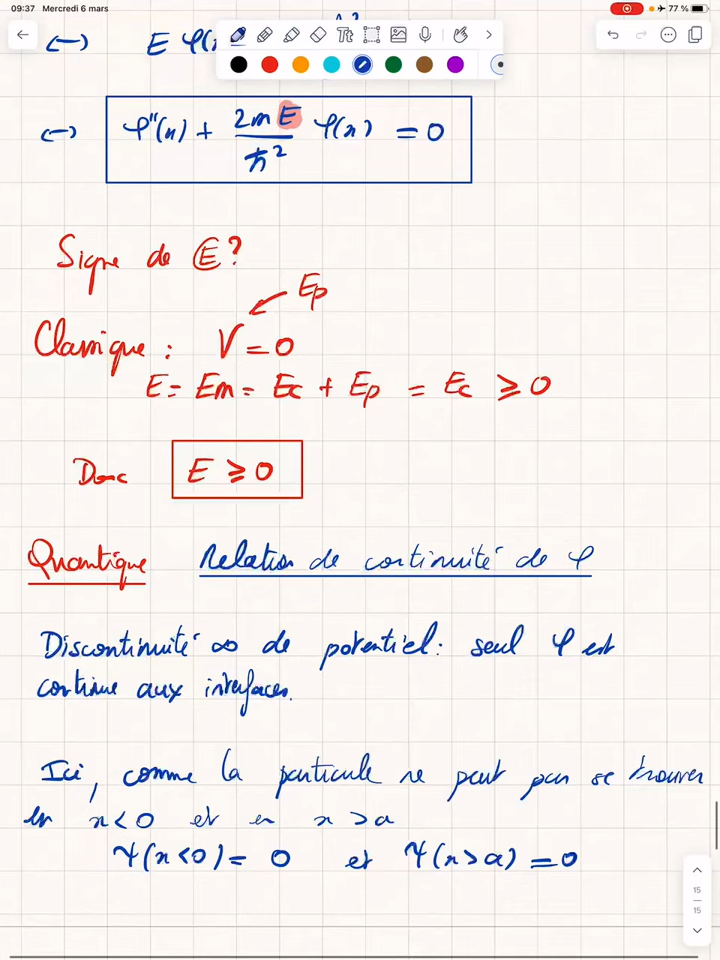 09:37 Mercredi 6 mars
77 %
Tt
⟷ E φ(x)
⟷ φ''(x) + 2mE/ℏ² φ(x) = 0
Signe de E ?
Ep
Classique : V = 0
E = Em = Ec + Ep = Ec ⩾ 0
Donc E ⩾ 0
Quantique Relation de continuité de φ
Discontinuité ∞ de potentiel : seul φ est
continue aux interfaces.
Ici, comme la particule ne peut pas se trouver
en x < 0 et en x > a
Ψ(x < 0) = 0 et Ψ(x > a) = 0
15
15